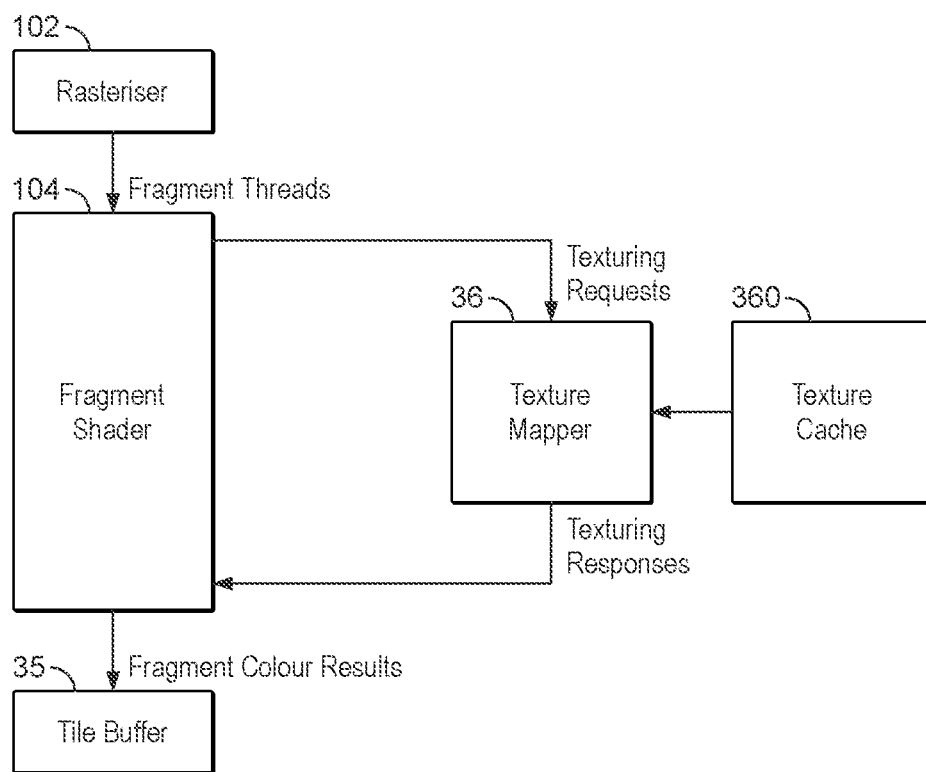 102
Rasteriser
Fragment Threads
104
Fragment
Shader
Texturing
Requests
36
Texture
Mapper
360
Texture
Cache
Texturing
Responses
Fragment Colour Results
35
Tile Buffer